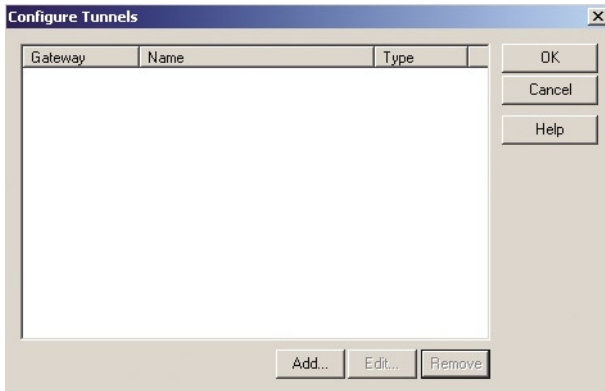 Configure Tunnels
Gateway Name Type
OK
Cancel
Help
Add... Edit... Remove